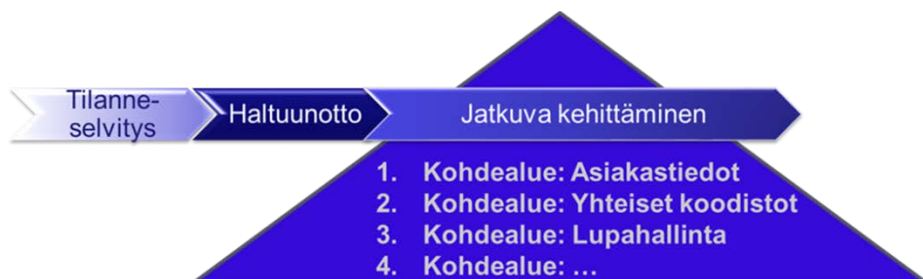 Tilanne-
selvitys
Haltuunotto
Jatkuva kehittäminen
1. Kohdealue: Asiakastiedot
2. Kohdealue: Yhteiset koodistot
3. Kohdealue: Lupahallinta
4. Kohdealue: ...